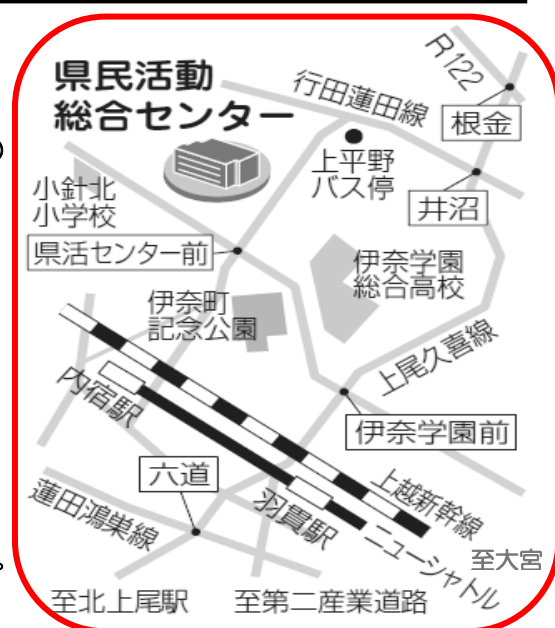 県民活動
総合センター
R122
行田蓮田線
根金
上平野
バス停
小針北
小学校
井沼
県活センター前
伊奈学園
総合高校
伊奈町
記念公園
上尾久喜線
内宿駅
伊奈学園前
六道
羽貫駅
上越新幹線
蓮田鴻巣線
ニューシャトル
至大宮
至北上尾駅
至第二産業道路
。